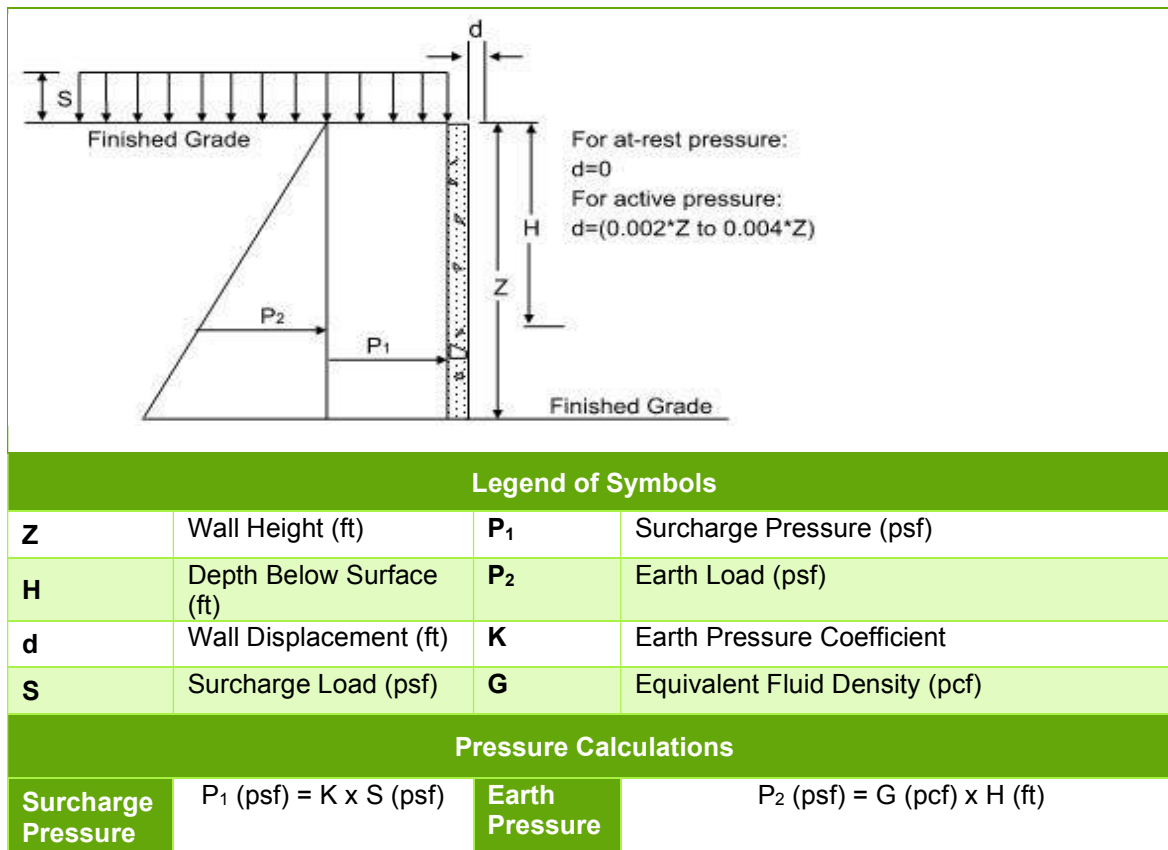 d
S
Finished Grade
For at-rest pressure:
d=0
For active pressure:
d=(0.002*Z to 0.004*Z)
H
Z
P2
P1
Finished Grade
Legend of Symbols
Z Wall Height (ft) P1 Surcharge Pressure (psf)
H Depth Below Surface (ft) P2 Earth Load (psf)
d Wall Displacement (ft) K Earth Pressure Coefficient
S Surcharge Load (psf) G Equivalent Fluid Density (pcf)
Pressure Calculations
Surcharge Pressure P1 (psf) = K x S (psf) Earth Pressure P2 (psf) = G (pcf) x H (ft)